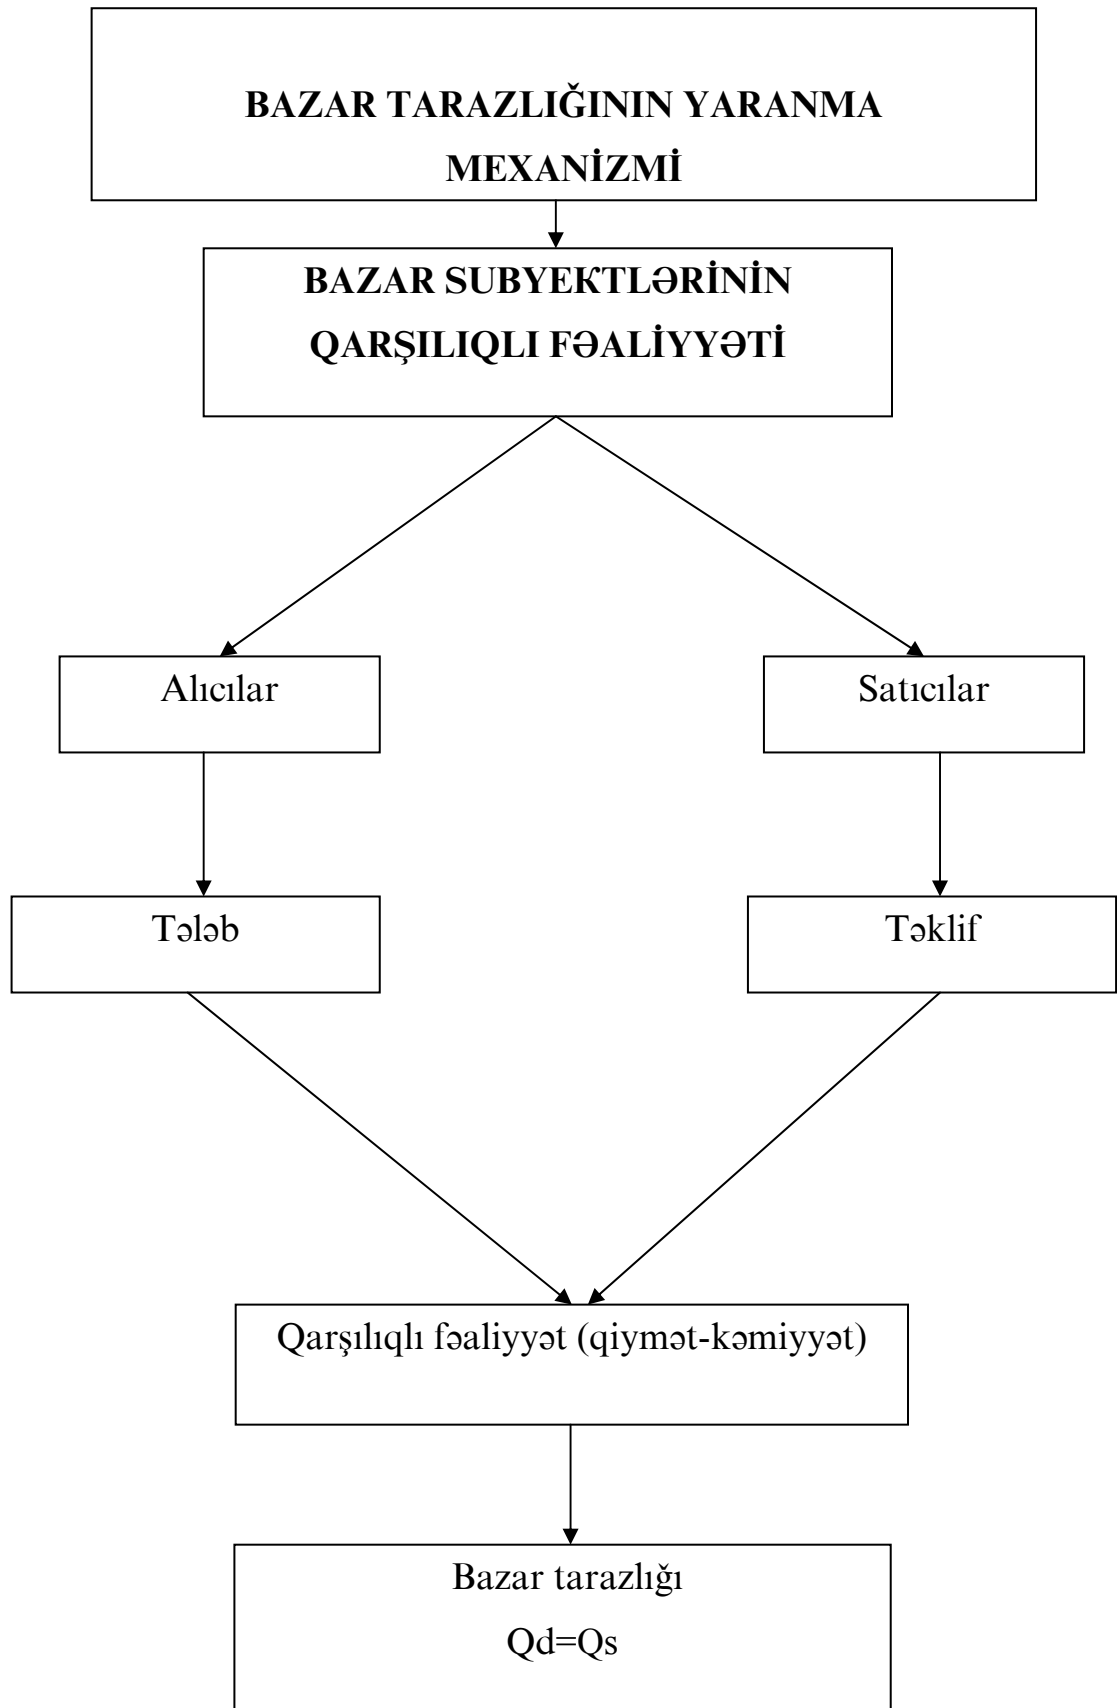 BAZAR TARAZLIĞININ YARANMA
MEXANİZMİ
BAZAR SUBYEKTLƏRİNİN
QARŞILIQLI FƏALİYYƏTİ
Alıcılar
Satıcılar
Tələb
Təklif
Qarşılıqlı fəaliyyət (qiymət-kəmiyyət)
Bazar tarazlığı
Qd=Qs